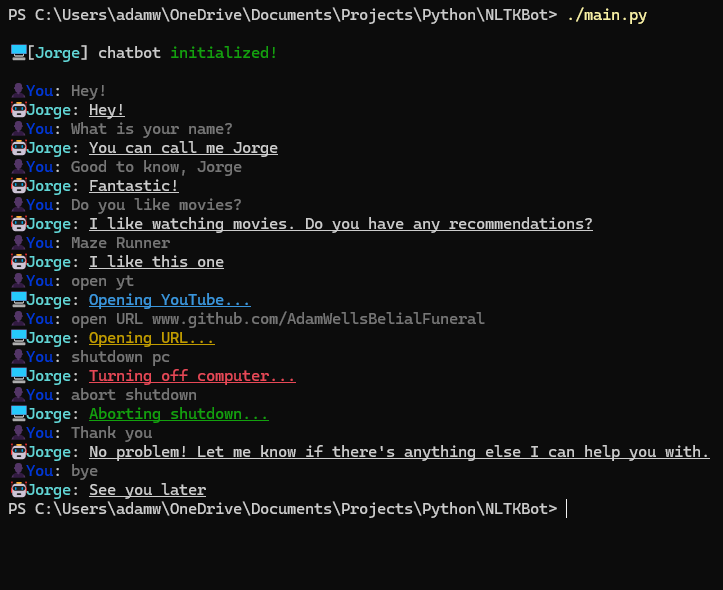 PS C:\Users\adamw\OneDrive\Documents\Projects\Python\NLTKBot> ./main.py
[Jorge] chatbot initialized!
You: Hey!
Jorge: Hey!
You: What is your name?
Jorge: You can call me Jorge
You: Good to know, Jorge
Jorge: Fantastic!
You: Do you like movies?
Jorge: I like watching movies. Do you have any recommendations?
You: Maze Runner
Jorge: I like this one
You: open yt
Jorge: Opening YouTube...
You: open URL www.github.com/AdamWellsBelialFuneral
Jorge: Opening URL...
You: shutdown pc
Jorge: Turning off computer...
You: abort shutdown
Jorge: Aborting shutdown...
You: Thank you
Jorge: No problem! Let me know if there's anything else I can help you with.
You: bye
Jorge: See you later
PS C:\Users\adamw\OneDrive\Documents\Projects\Python\NLTKBot>